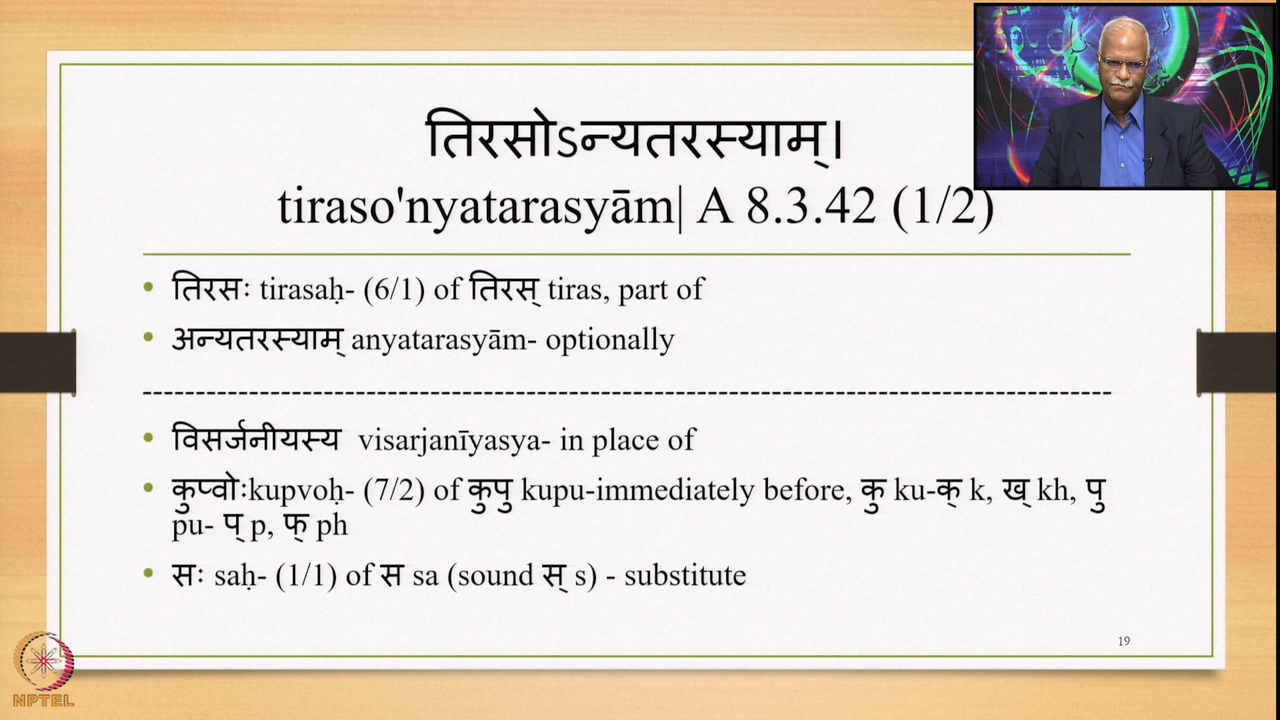 तिरसोऽन्यतरस्याम्।
tiraso'nyatarasyām| A 8.3.42 (1/2)
• तिरसः tirasaḥ- (6/1) of तिरस् tiras, part of
• अन्यतरस्याम् anyatarasyām- optionally
-----------------------------------------------------------------------------------------
• विसर्जनीयस्य visarjanīyasya- in place of
• कुप्वोःkupvoḥ- (7/2) of कुपु kupu-immediately before, कु ku-क् k, ख् kh, पु
pu- प् p, फ् ph
• सः saḥ- (1/1) of स sa (sound स् s) - substitute
19
NPTEL